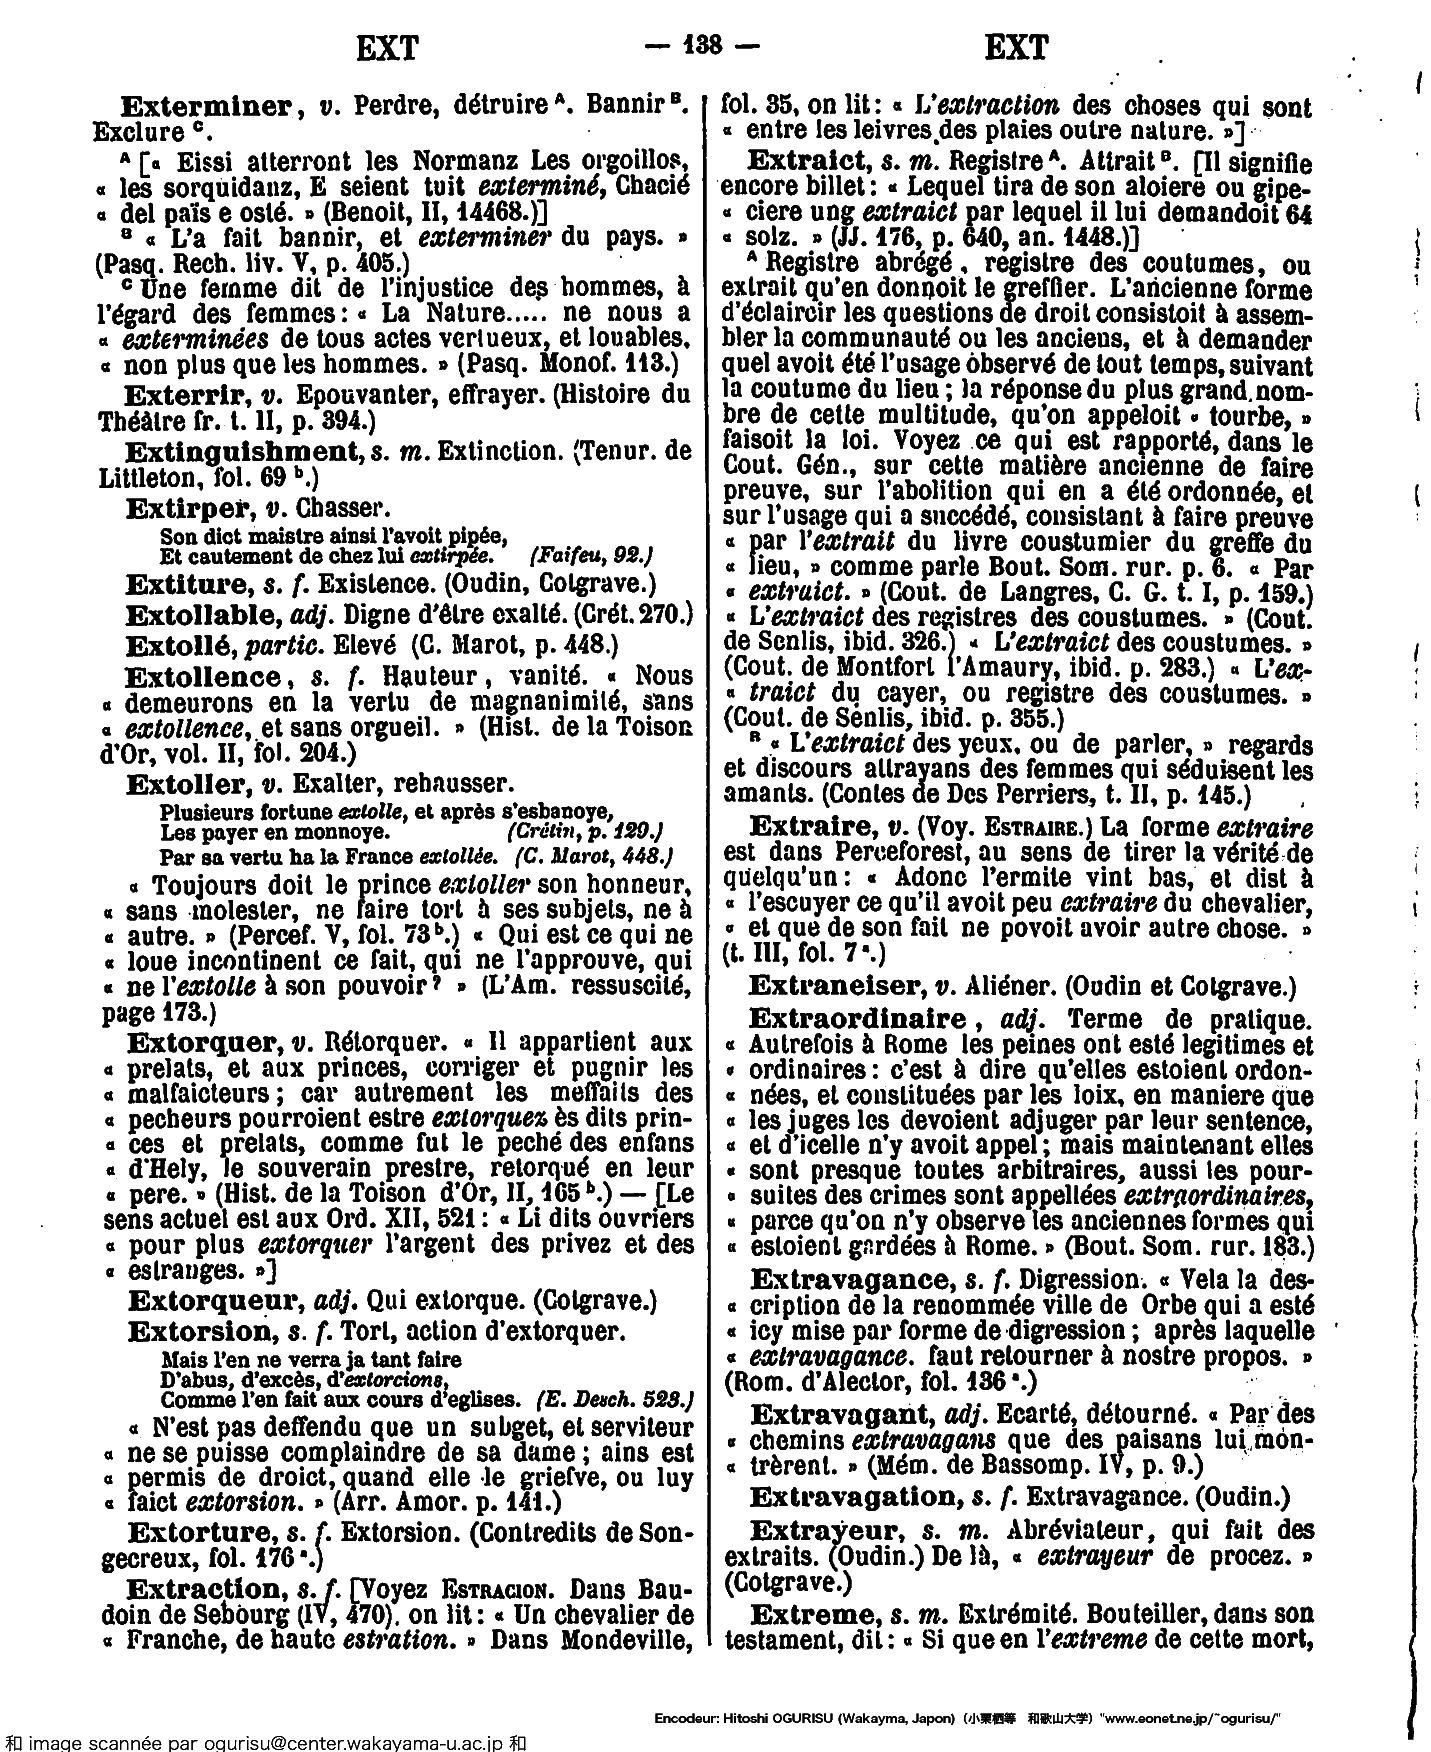 EXT — 138 — EXT
Exterminer, v. Perdre, détruire A. Bannir B.
Exclure C.
A [« Eissi atterront les Normanz Les orgoillos,
« les sorquidanz, E seient tuit exterminé, Chacié
« del païs e osté. » (Benoit, II, 14468.)]
B « L'a fait bannir, et exterminer du pays. »
(Pasq. Rech. liv. V, p. 405.)
C Une femme dit de l'injustice des hommes, à
l'égard des femmes : « La Nature..... ne nous a
« exterminées de tous actes vertueux, et louables,
« non plus que les hommes. » (Pasq. Monof. 113.)
Exterrir, v. Epouvanter, effrayer. (Histoire du
Théâtre fr. t. II, p. 394.)
Extinguishment, s. m. Extinction. (Tenur. de
Littleton, fol. 69 b.)
Extirper, v. Chasser.
Son dict maistre ainsi l'avoit pipée,
Et cautement de chez lui extirpée. (Faifeu, 92.)
Extiture, s. f. Existence. (Oudin, Cotgrave.)
Extollable, adj. Digne d'être exalté. (Crét. 270.)
Extollé, partic. Elevé (C. Marot, p. 448.)
Extollence, s. f. Hauteur, vanité. « Nous
« demeurons en la vertu de magnanimité, sans
« extollence, et sans orgueil. » (Hist. de la Toison
d'Or, vol. II, fol. 204.)
Extoller, v. Exalter, rehausser.
Plusieurs fortune extolle, et après s'esbanoye,
Les payer en monnoye. (Crétin, p. 129.)
Par sa vertu ha la France extollée. (C. Marot, 448.)
« Toujours doit le prince extoller son honneur,
« sans molester, ne faire tort à ses subjets, ne à
« autre. » (Percef. V, fol. 73 b.) « Qui est ce qui ne
« loue incontinent ce fait, qui ne l'approuve, qui
« ne l'extolle à son pouvoir ? » (L'Am. ressuscité,
page 173.)
Extorquer, v. Rétorquer. « Il appartient aux
« prelats, et aux princes, corriger et pugnir les
« malfaicteurs ; car autrement les meffaits des
« pecheurs pourroient estre extorquez ès dits prin-
« ces et prelats, comme fut le peché des enfans
« d'Hely, le souverain prestre, retorqué en leur
« pere. » (Hist. de la Toison d'Or, II, 165 b.) — [Le
sens actuel est aux Ord. XII, 521 : « Li dits ouvriers
« pour plus extorquer l'argent des privez et des
« estranges. »]
Extorqueur, adj. Qui extorque. (Cotgrave.)
Extorsion, s. f. Tort, action d'extorquer.
Mais l'en ne verra ja tant faire
D'abus, d'excès, d'extorcions,
Comme l'en fait aux cours d'eglises. (E. Desch. 523.)
« N'est pas deffendu que un subget, et serviteur
« ne se puisse complaindre de sa dame ; ains est
« permis de droict, quand elle le griefve, ou luy
« faict extorsion. » (Arr. Amor. p. 141.)
Extorture, s. f. Extorsion. (Contredits de Son-
gecreux, fol. 176 a.)
Extraction, s. f. [Voyez ESTRACION. Dans Bau-
doin de Sebourg (IV, 470), on lit : « Un chevalier de
« Franche, de haute estration. » Dans Mondeville,
fol. 35, on lit : « L'extraction des choses qui sont
« entre les leivres des plaies outre nature. »]
Extraict, s. m. Registre A. Attrait B. [Il signifie
encore billet : « Lequel tira de son aloiere ou gipe-
« ciere ung extraict par lequel il lui demandoit 64
« solz. » (JJ. 176, p. 640, an. 1448.)]
A Registre abrégé, registre des coutumes, ou
extrait qu'en donnoit le greffier. L'ancienne forme
d'éclaircir les questions de droit consistoit à assem-
bler la communauté ou les anciens, et à demander
quel avoit été l'usage observé de tout temps, suivant
la coutume du lieu ; la réponse du plus grand nom-
bre de cette multitude, qu'on appeloit « tourbe, »
faisoit la loi. Voyez ce qui est rapporté, dans le
Cout. Gén., sur cette matière ancienne de faire
preuve, sur l'abolition qui en a été ordonnée, et
sur l'usage qui a succédé, consistant à faire preuve
« par l'extrait du livre coustumier du greffe du
« lieu, » comme parle Bout. Som. rur. p. 6. « Par
« extraict. » (Cout. de Langres, C. G. t. I, p. 159.)
« L'extraict des registres des coustumes. » (Cout.
de Senlis, ibid. 326.) « L'extraict des coustumes. »
(Cout. de Montfort l'Amaury, ibid. p. 283.) « L'ex-
« traict du cayer, ou registre des coustumes. »
(Cout. de Senlis, ibid. p. 355.)
B « L'extraict des yeux, ou de parler, » regards
et discours attrayans des femmes qui séduisent les
amants. (Contes de Des Perriers, t. II, p. 145.)
Extraire, v. (Voy. ESTRAIRE.) La forme extraire
est dans Perceforest, au sens de tirer la vérité de
quelqu'un : « Adonc l'ermite vint bas, et dist à
« l'escuyer ce qu'il avoit peu extraire du chevalier,
« et que de son fait ne povoit avoir autre chose. »
(t. III, fol. 7 a.)
Extraneiser, v. Aliéner. (Oudin et Cotgrave.)
Extraordinaire, adj. Terme de pratique.
« Autrefois à Rome les peines ont esté legitimes et
« ordinaires : c'est à dire qu'elles estoient ordon-
« nées, et constituées par les loix, en maniere que
« les juges les devoient adjuger par leur sentence,
« et d'icelle n'y avoit appel ; mais maintenant elles
« sont presque toutes arbitraires, aussi les pour-
« suites des crimes sont appellées extraordinaires,
« parce qu'on n'y observe les anciennes formes qui
« estoient gardées à Rome. » (Bout. Som. rur. 183.)
Extravagance, s. f. Digression. « Vela la des-
« cription de la renommée ville de Orbe qui a esté
« icy mise par forme de digression ; après laquelle
« extravagance. faut retourner à nostre propos. »
(Rom. d'Alector, fol. 136 a.)
Extravagant, adj. Ecarté, détourné. « Par des
« chemins extravagans que des paisans lui mon-
« trèrent. » (Mém. de Bassomp. IV, p. 9.)
Extravagation, s. f. Extravagance. (Oudin.)
Extrayeur, s. m. Abréviateur, qui fait des
extraits. (Oudin.) De là, « extrayeur de procez. »
(Cotgrave.)
Extreme, s. m. Extrémité. Bouteiller, dans son
testament, dit : « Si que en l'extreme de cette mort,
Encodeur: Hitoshi OGURISU (Wakayma, Japon) (小栗栖等 和歌山大学) "www.eonet.ne.jp/~ogurisu/"
和 image scannée par ogurisu@center.wakayama-u.ac.jp 和